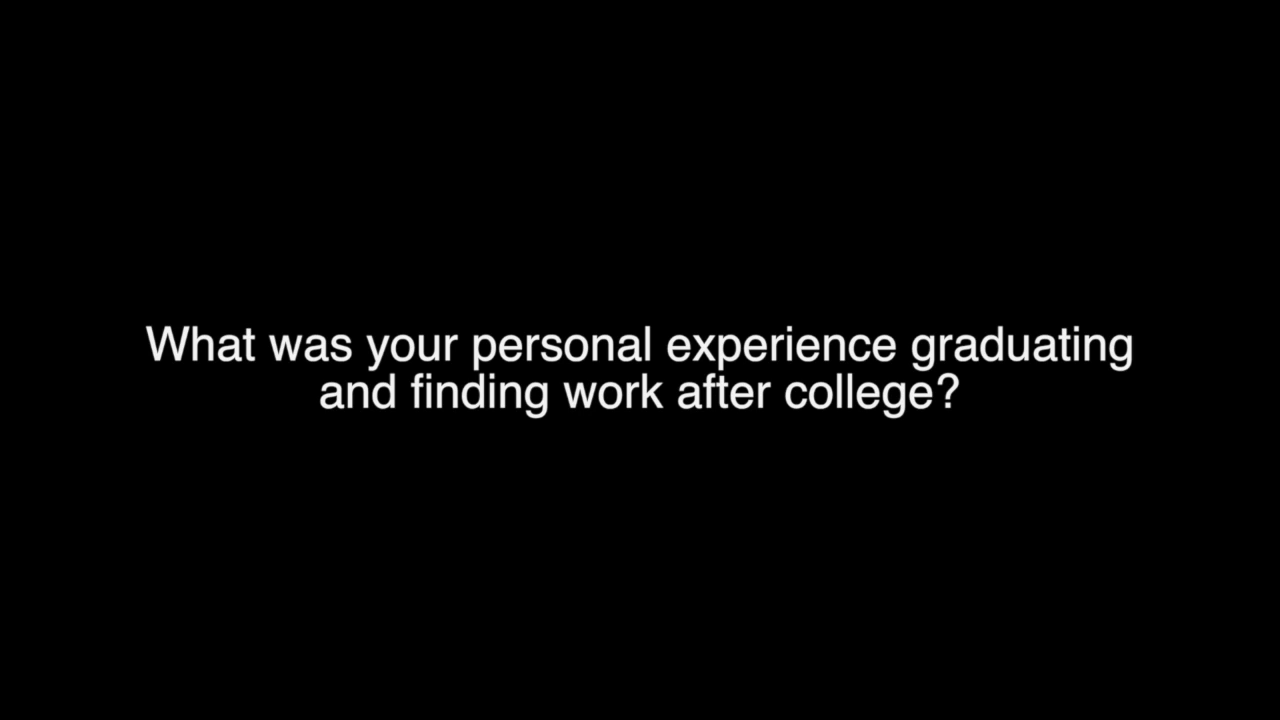 What was your personal experience graduating
and finding work after college?